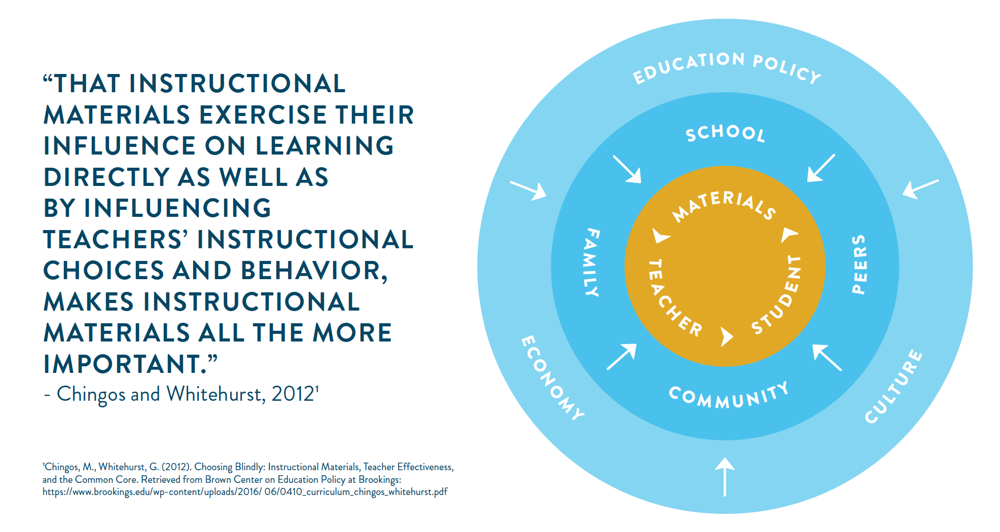 “THAT INSTRUCTIONAL
MATERIALS EXERCISE THEIR
INFLUENCE ON LEARNING
DIRECTLY AS WELL AS
BY INFLUENCING
TEACHERS’ INSTRUCTIONAL
CHOICES AND BEHAVIOR,
MAKES INSTRUCTIONAL
MATERIALS ALL THE MORE
IMPORTANT.”
- Chingos and Whitehurst, 2012¹
¹Chingos, M., Whitehurst, G. (2012). Choosing Blindly: Instructional Materials, Teacher Effectiveness,
and the Common Core. Retrieved from Brown Center on Education Policy at Brookings:
https://www.brookings.edu/wp-content/uploads/2016/ 06/0410_curriculum_chingos_whitehurst.pdf
EDUCATION POLICY
SCHOOL
MATERIALS
FAMILY
PEERS
TEACHER
STUDENT
COMMUNITY
ECONOMY
CULTURE